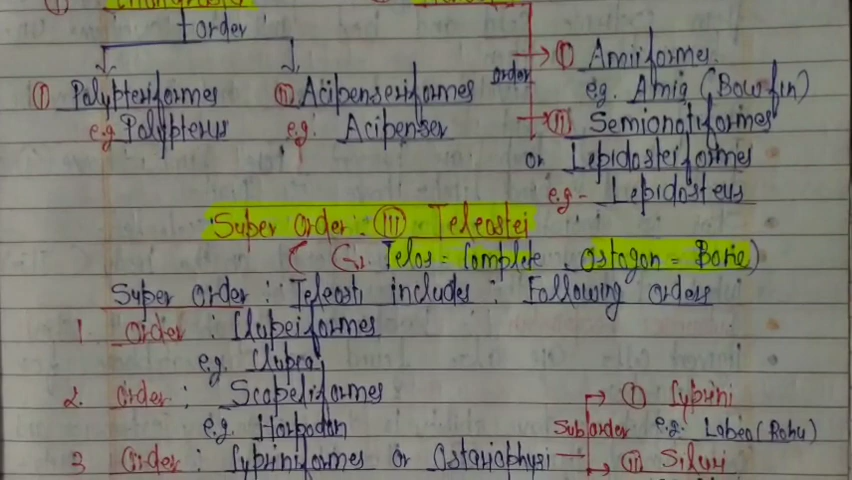 order
order
① Amiiformes
e.g. Amia (Bowfin)
① Polypteriformes
e.g Polypterus
② Acipenseriformes
e.g. Acipenser
② Semionotiformes
or Lepidosteiformes
e.g - Lepidosteus
Super Order : ③ Teleostei
(G. Telos = Complete Ostagon = Bone)
Super order : Teleosti includes : Following orders
1. Order : Clupeiformes
e.g. Clupea
2. Order : Scopeliformes
e.g. Harpodon
3 Order : Cypriniformes or Ostariophysi
Suborder
① Cyprini
e.g. Labeo (Rohu)
② Siluri